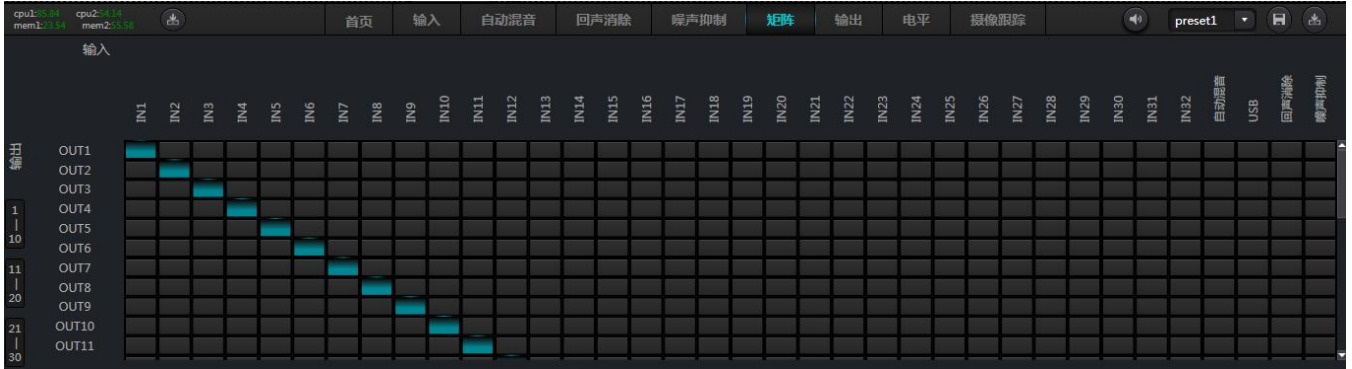 cpu1:85.84 cpu2:54.14
mem1:23.54 mem2:55.58
首页 输入 自动混音 回声消除 噪声抑制 矩阵 输出 电平 摄像跟踪 preset1
输入
IN1 IN2 IN3 IN4 IN5 IN6 IN7 IN8 IN9 IN10 IN11 IN12 IN13 IN14 IN15 IN16 IN17 IN18 IN19 IN20 IN21 IN22 IN23 IN24 IN25 IN26 IN27 IN28 IN29 IN30 IN31 IN32 自动混音 USB 回声消除 噪声抑制
输出
OUT1
OUT2
OUT3
OUT4
OUT5
OUT6
OUT7
OUT8
OUT9
OUT10
OUT11
1
|
10
11
|
20
21
|
30